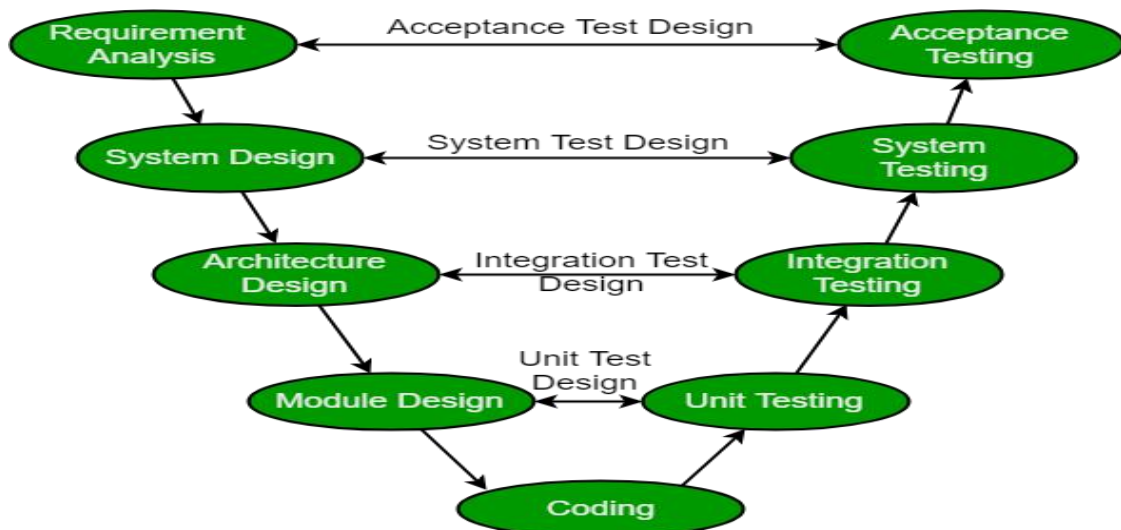 Requirement
Analysis
Acceptance Test Design
Acceptance
Testing
System Design
System Test Design
System
Testing
Architecture
Design
Integration Test
Design
Integration
Testing
Module Design
Unit Test
Design
Unit Testing
Coding